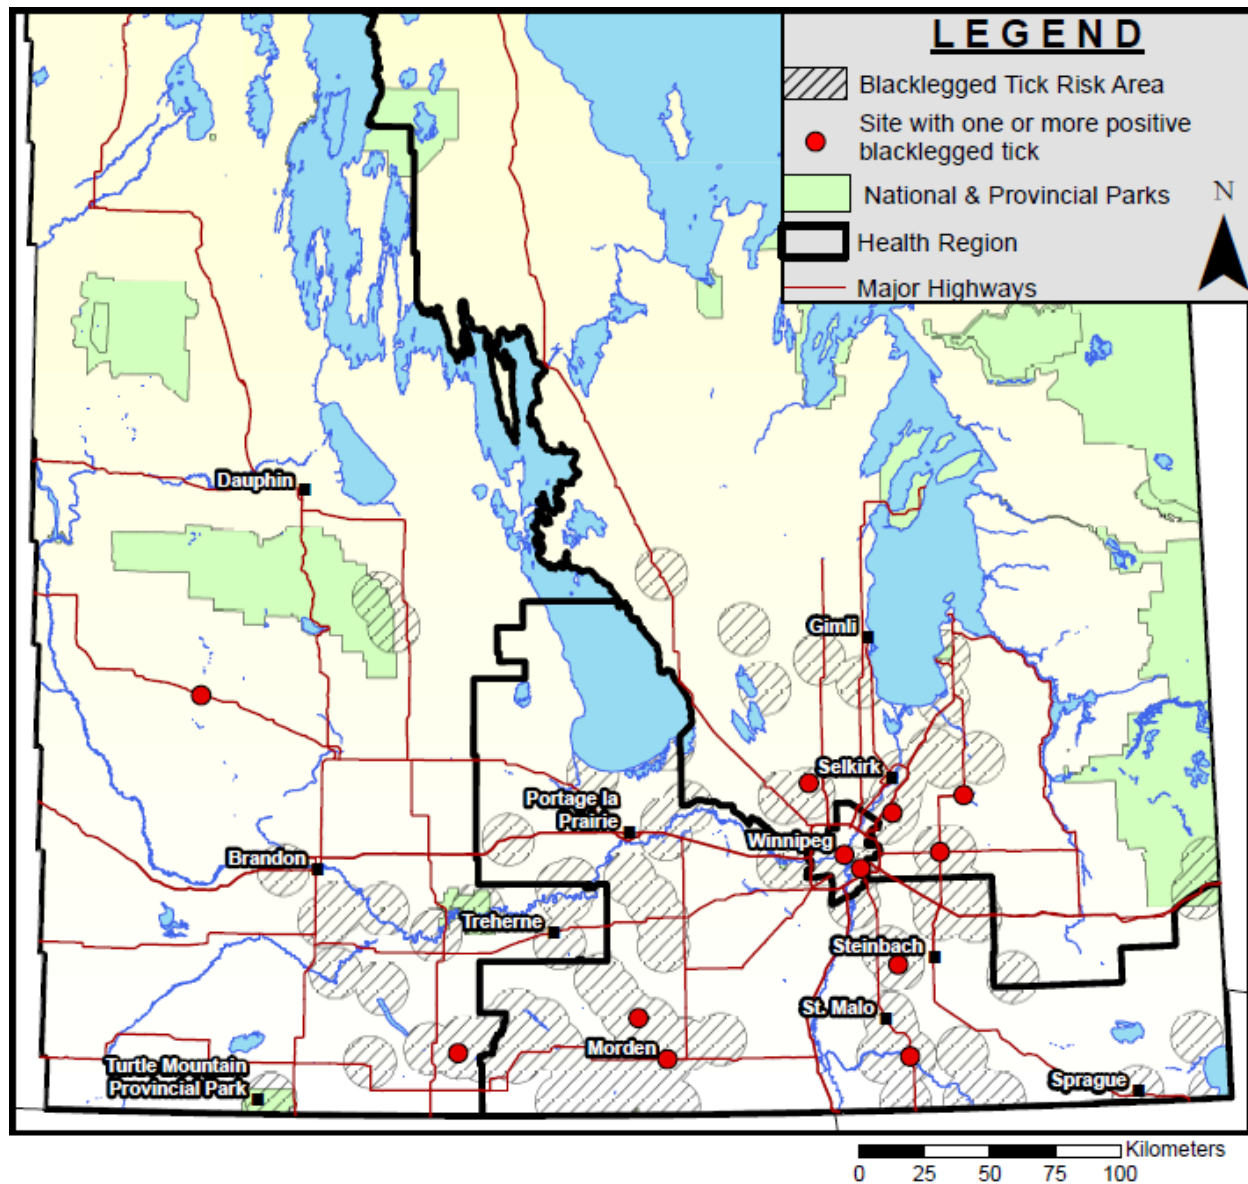 LEGEND
Blacklegged Tick Risk Area
Site with one or more positive
blacklegged tick
National & Provincial Parks
N
Health Region
Major Highways
Dauphin
Gimli
Selkirk
Portage la
Prairie
Winnipeg
Brandon
Treherne
Steinbach
St. Malo
Morden
Turtle Mountain
Provincial Park
Sprague
Kilometers
0 25 50 75 100